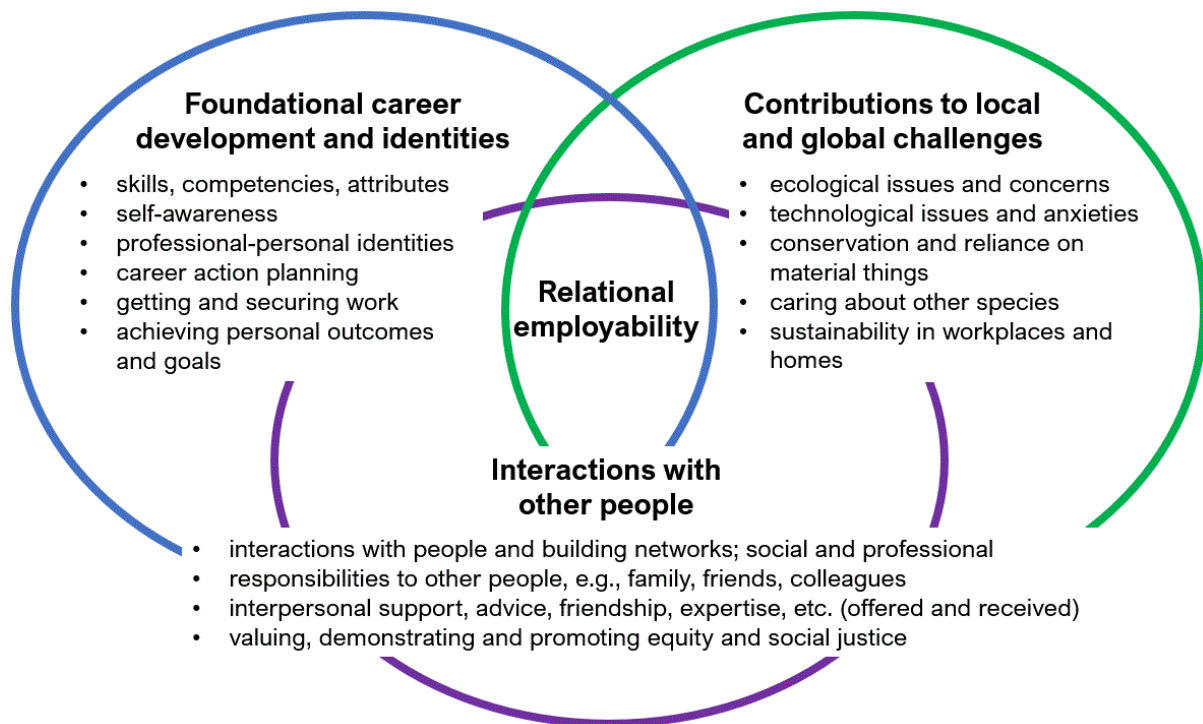 Foundational career
development and identities
• skills, competencies, attributes
• self-awareness
• professional-personal identities
• career action planning
• getting and securing work
• achieving personal outcomes
and goals
Contributions to local
and global challenges
• ecological issues and concerns
• technological issues and anxieties
• conservation and reliance on
material things
• caring about other species
• sustainability in workplaces and
homes
Relational
employability
Interactions with
other people
• interactions with people and building networks; social and professional
• responsibilities to other people, e.g., family, friends, colleagues
• interpersonal support, advice, friendship, expertise, etc. (offered and received)
• valuing, demonstrating and promoting equity and social justice